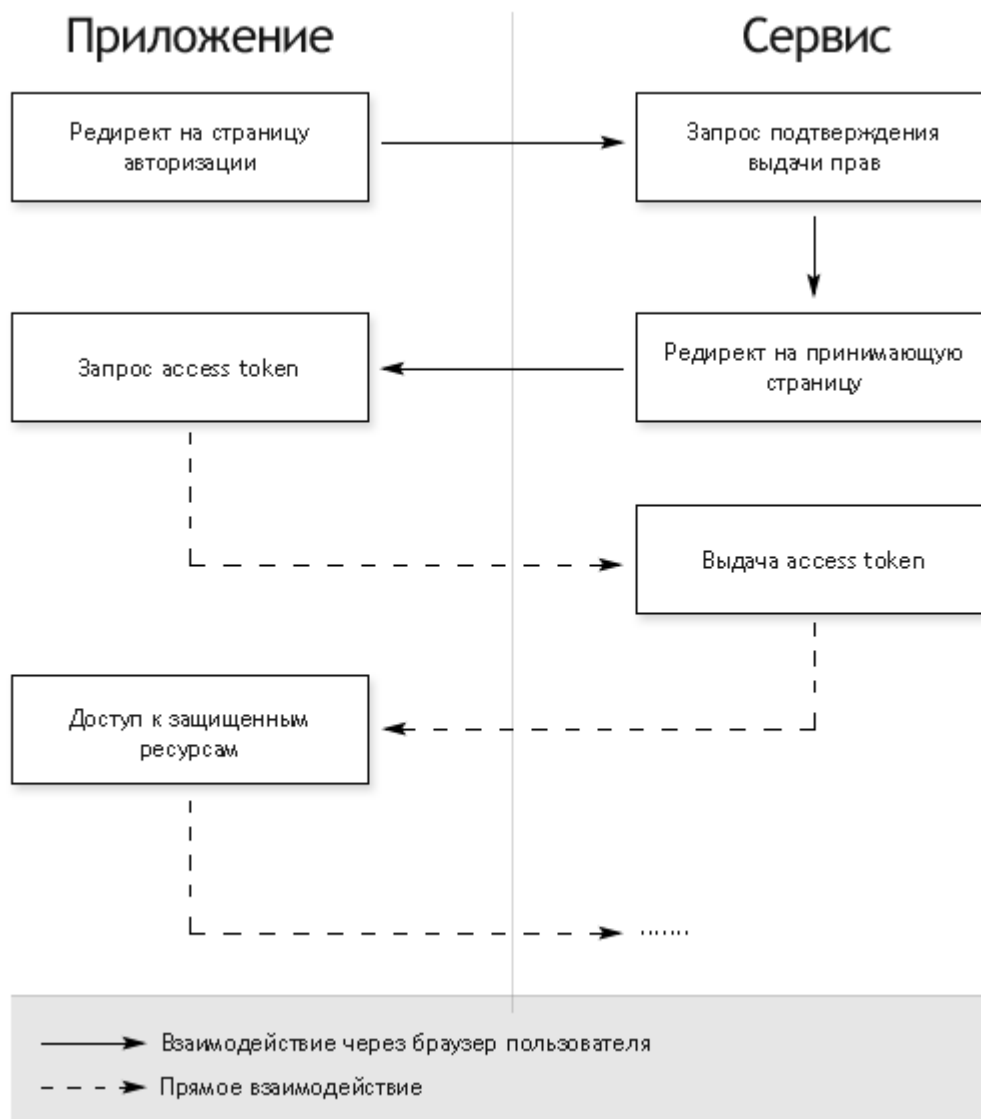 Приложение
Сервис
Редирект на страницу
авторизации
Запрос подтверждения
выдачи прав
Запрос access token
Редирект на принимающую
страницу
Выдача access token
Доступ к защищенным
ресурсам
.......
Взаимодействие через браузер пользователя
Прямое взаимодействие